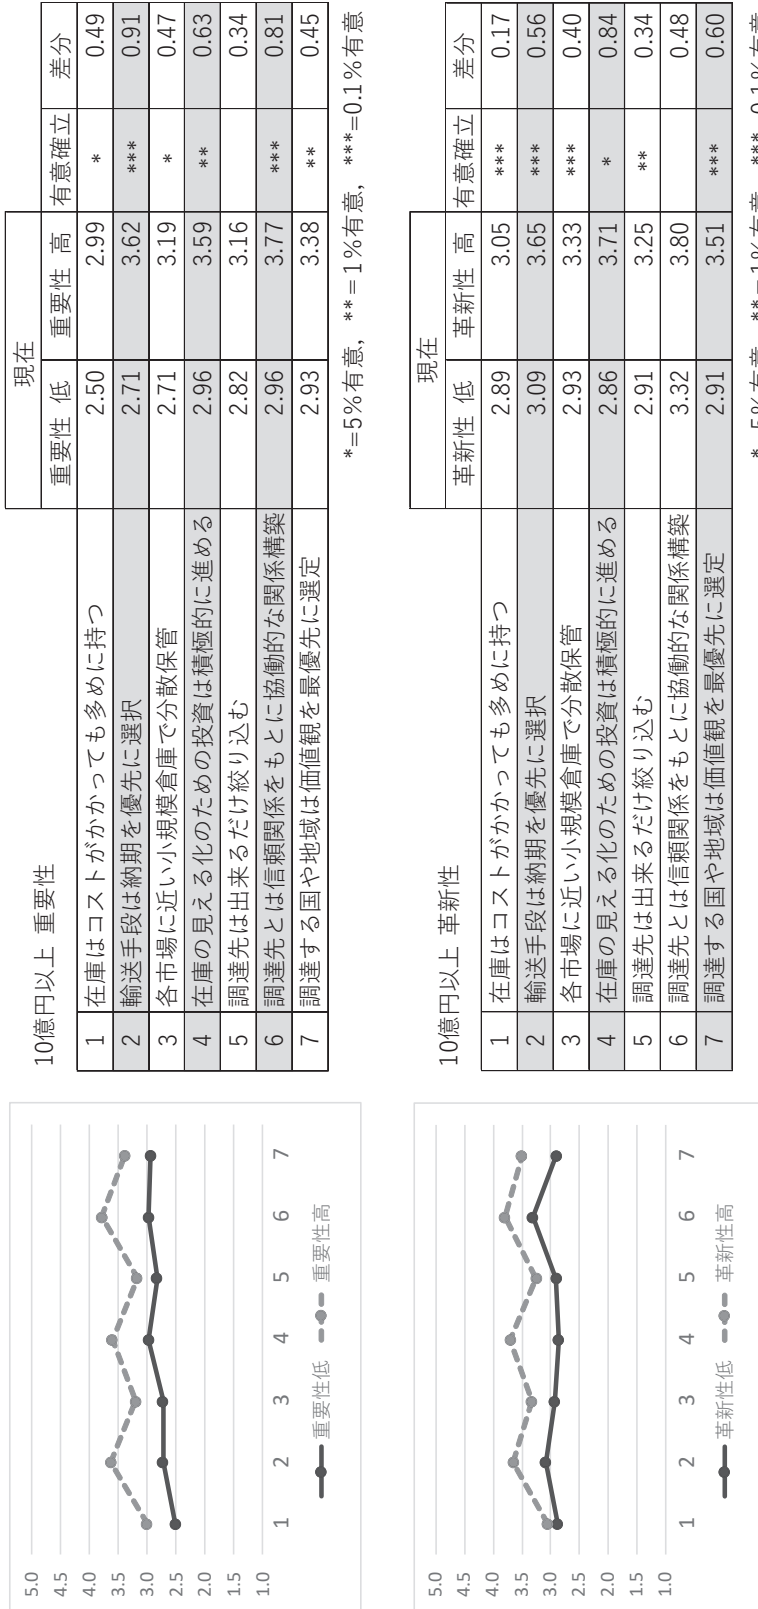 10億円以上 重要性
現在
重要性 低 重要性 高 有意確立 差分
1 在庫はコストがかかっても多めに持つ 2.50 2.99 * 0.49
2 輸送手段は納期を優先に選択 2.71 3.62 *** 0.91
3 各市場に近い小規模倉庫で分散保管 2.71 3.19 * 0.47
4 在庫の見える化のための投資は積極的に進める 2.96 3.59 ** 0.63
5 調達先は出来るだけ絞り込む 2.82 3.16 0.34
6 調達先とは信頼関係をもとに協働的な関係構築 2.96 3.77 *** 0.81
7 調達する国や地域は価値観を最優先に選定 2.93 3.38 ** 0.45
*=5%有意, **=1%有意, ***=0.1%有意
5.0
4.5
4.0
3.5
3.0
2.5
2.0
1.5
1.0
1 2 3 4 5 6 7
重要性低 重要性高
10億円以上 革新性
現在
革新性 低 革新性 高 有意確立 差分
1 在庫はコストがかかっても多めに持つ 2.89 3.05 *** 0.17
2 輸送手段は納期を優先に選択 3.09 3.65 *** 0.56
3 各市場に近い小規模倉庫で分散保管 2.93 3.33 *** 0.40
4 在庫の見える化のための投資は積極的に進める 2.86 3.71 * 0.84
5 調達先は出来るだけ絞り込む 2.91 3.25 ** 0.34
6 調達先とは信頼関係をもとに協働的な関係構築 3.32 3.80 0.48
7 調達する国や地域は価値観を最優先に選定 2.91 3.51 *** 0.60
*=5%有意, **=1%有意, ***=0.1%有意
5.0
4.5
4.0
3.5
3.0
2.5
2.0
1.5
1.0
1 2 3 4 5 6 7
革新性低 革新性高